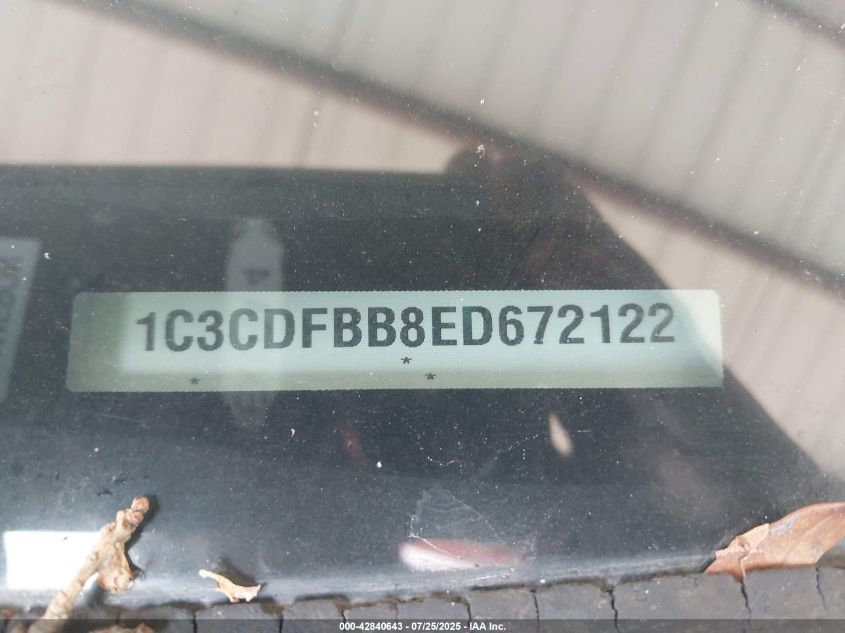 1C3CDFBB8ED672122
* * *
000-42840643 - 07/25/2025 - IAA Inc.